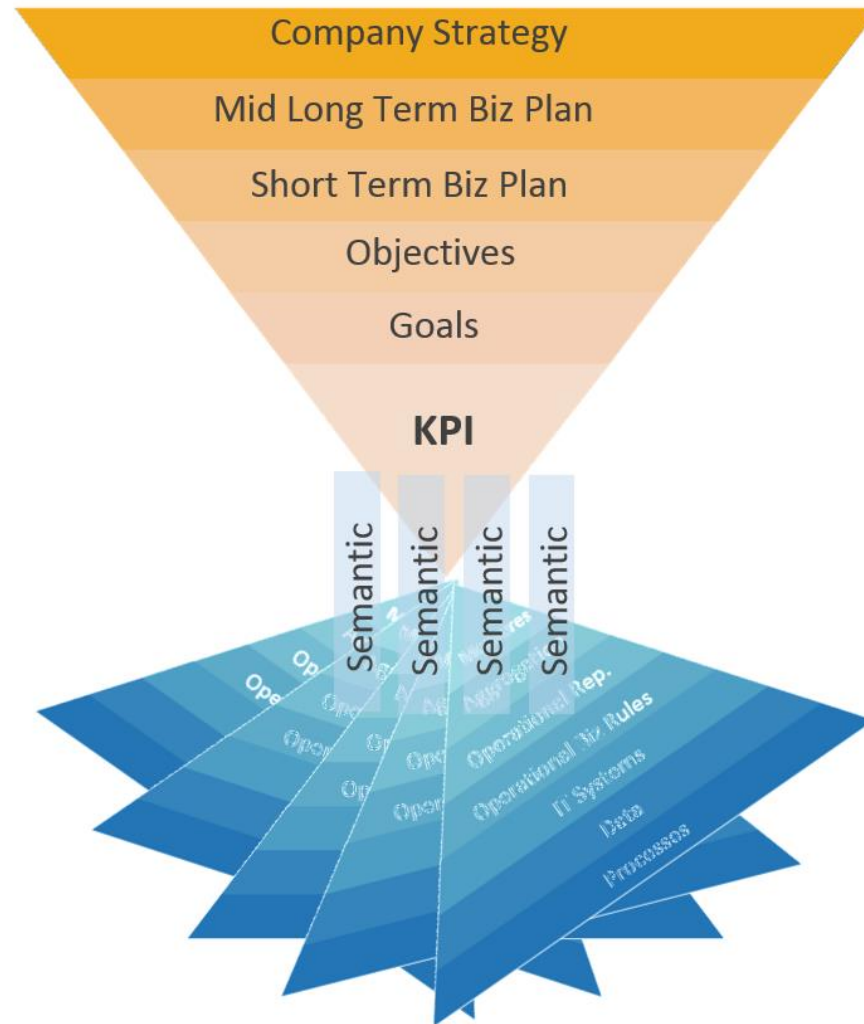 Company Strategy
Mid Long Term Biz Plan
Short Term Biz Plan
Objectives
Goals
KPI
Semantic
Semantic
Semantic
Semantic
Operational Rep.
Operational Biz Rules
IT Systems
Data
Processos